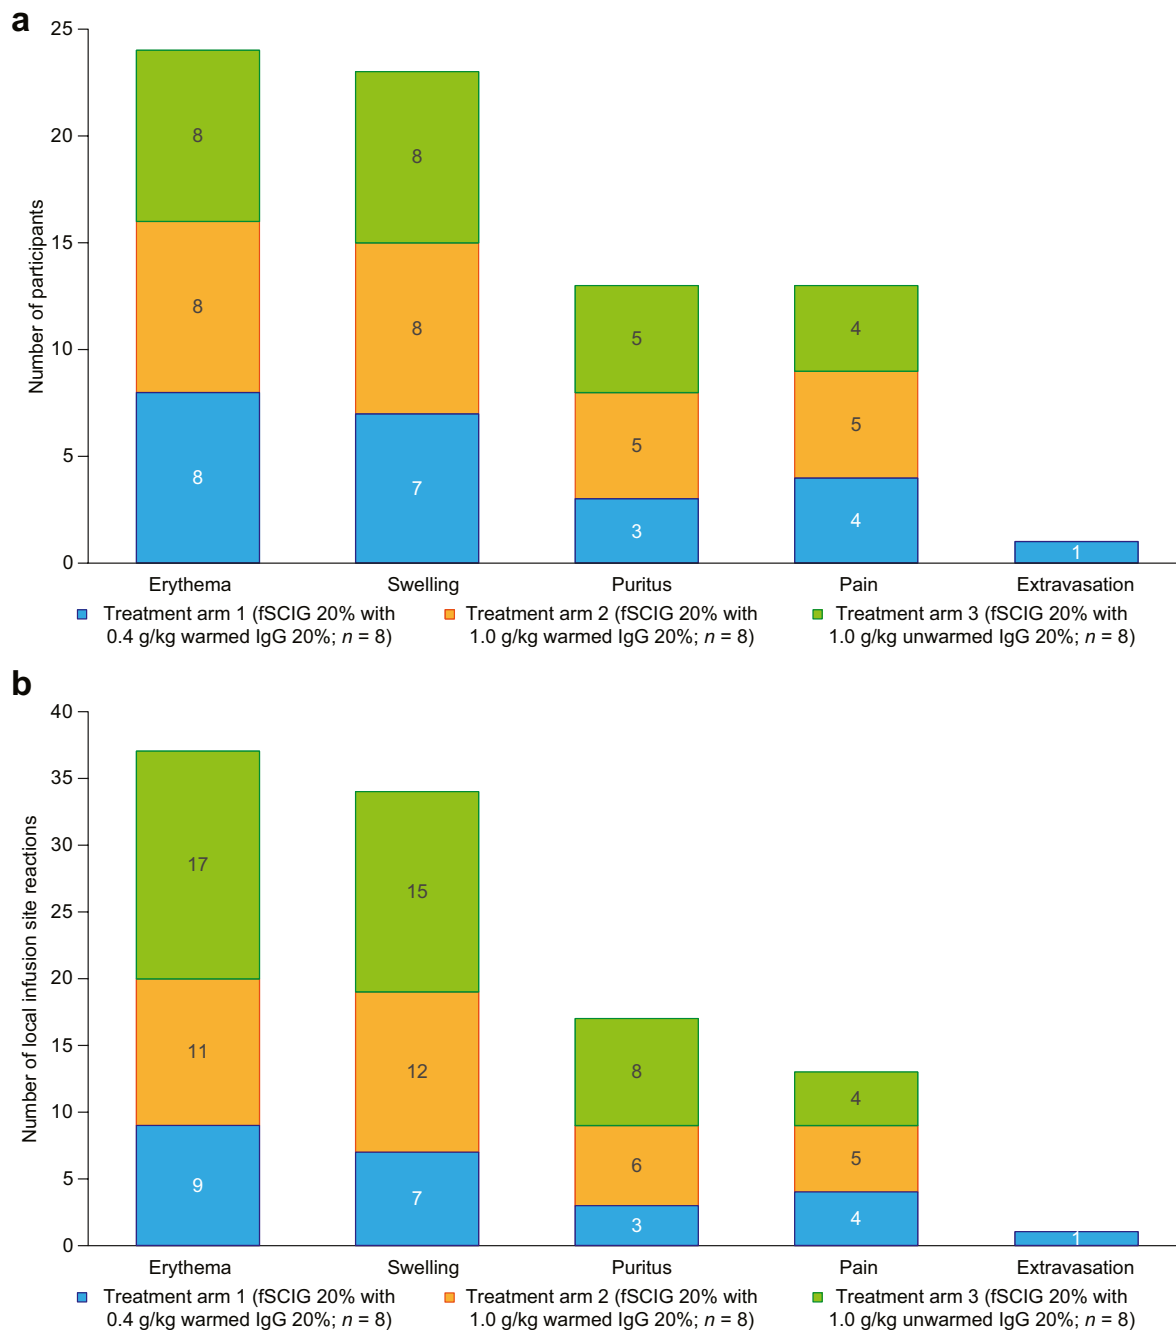 a
25
20
15
10
5
0
Number of participants
8
8
8
8
8
7
5
5
3
4
5
4
1
Erythema
Swelling
Puritus
Pain
Extravasation
Treatment arm 1 (fSCIG 20% with
0.4 g/kg warmed IgG 20%; n = 8)
Treatment arm 2 (fSCIG 20% with
1.0 g/kg warmed IgG 20%; n = 8)
Treatment arm 3 (fSCIG 20% with
1.0 g/kg unwarmed IgG 20%; n = 8)
b
40
35
30
25
20
15
10
5
0
Number of local infusion site reactions
17
11
9
15
12
7
8
6
3
4
5
4
1
Erythema
Swelling
Puritus
Pain
Extravasation
Treatment arm 1 (fSCIG 20% with
0.4 g/kg warmed IgG 20%; n = 8)
Treatment arm 2 (fSCIG 20% with
1.0 g/kg warmed IgG 20%; n = 8)
Treatment arm 3 (fSCIG 20% with
1.0 g/kg unwarmed IgG 20%; n = 8)